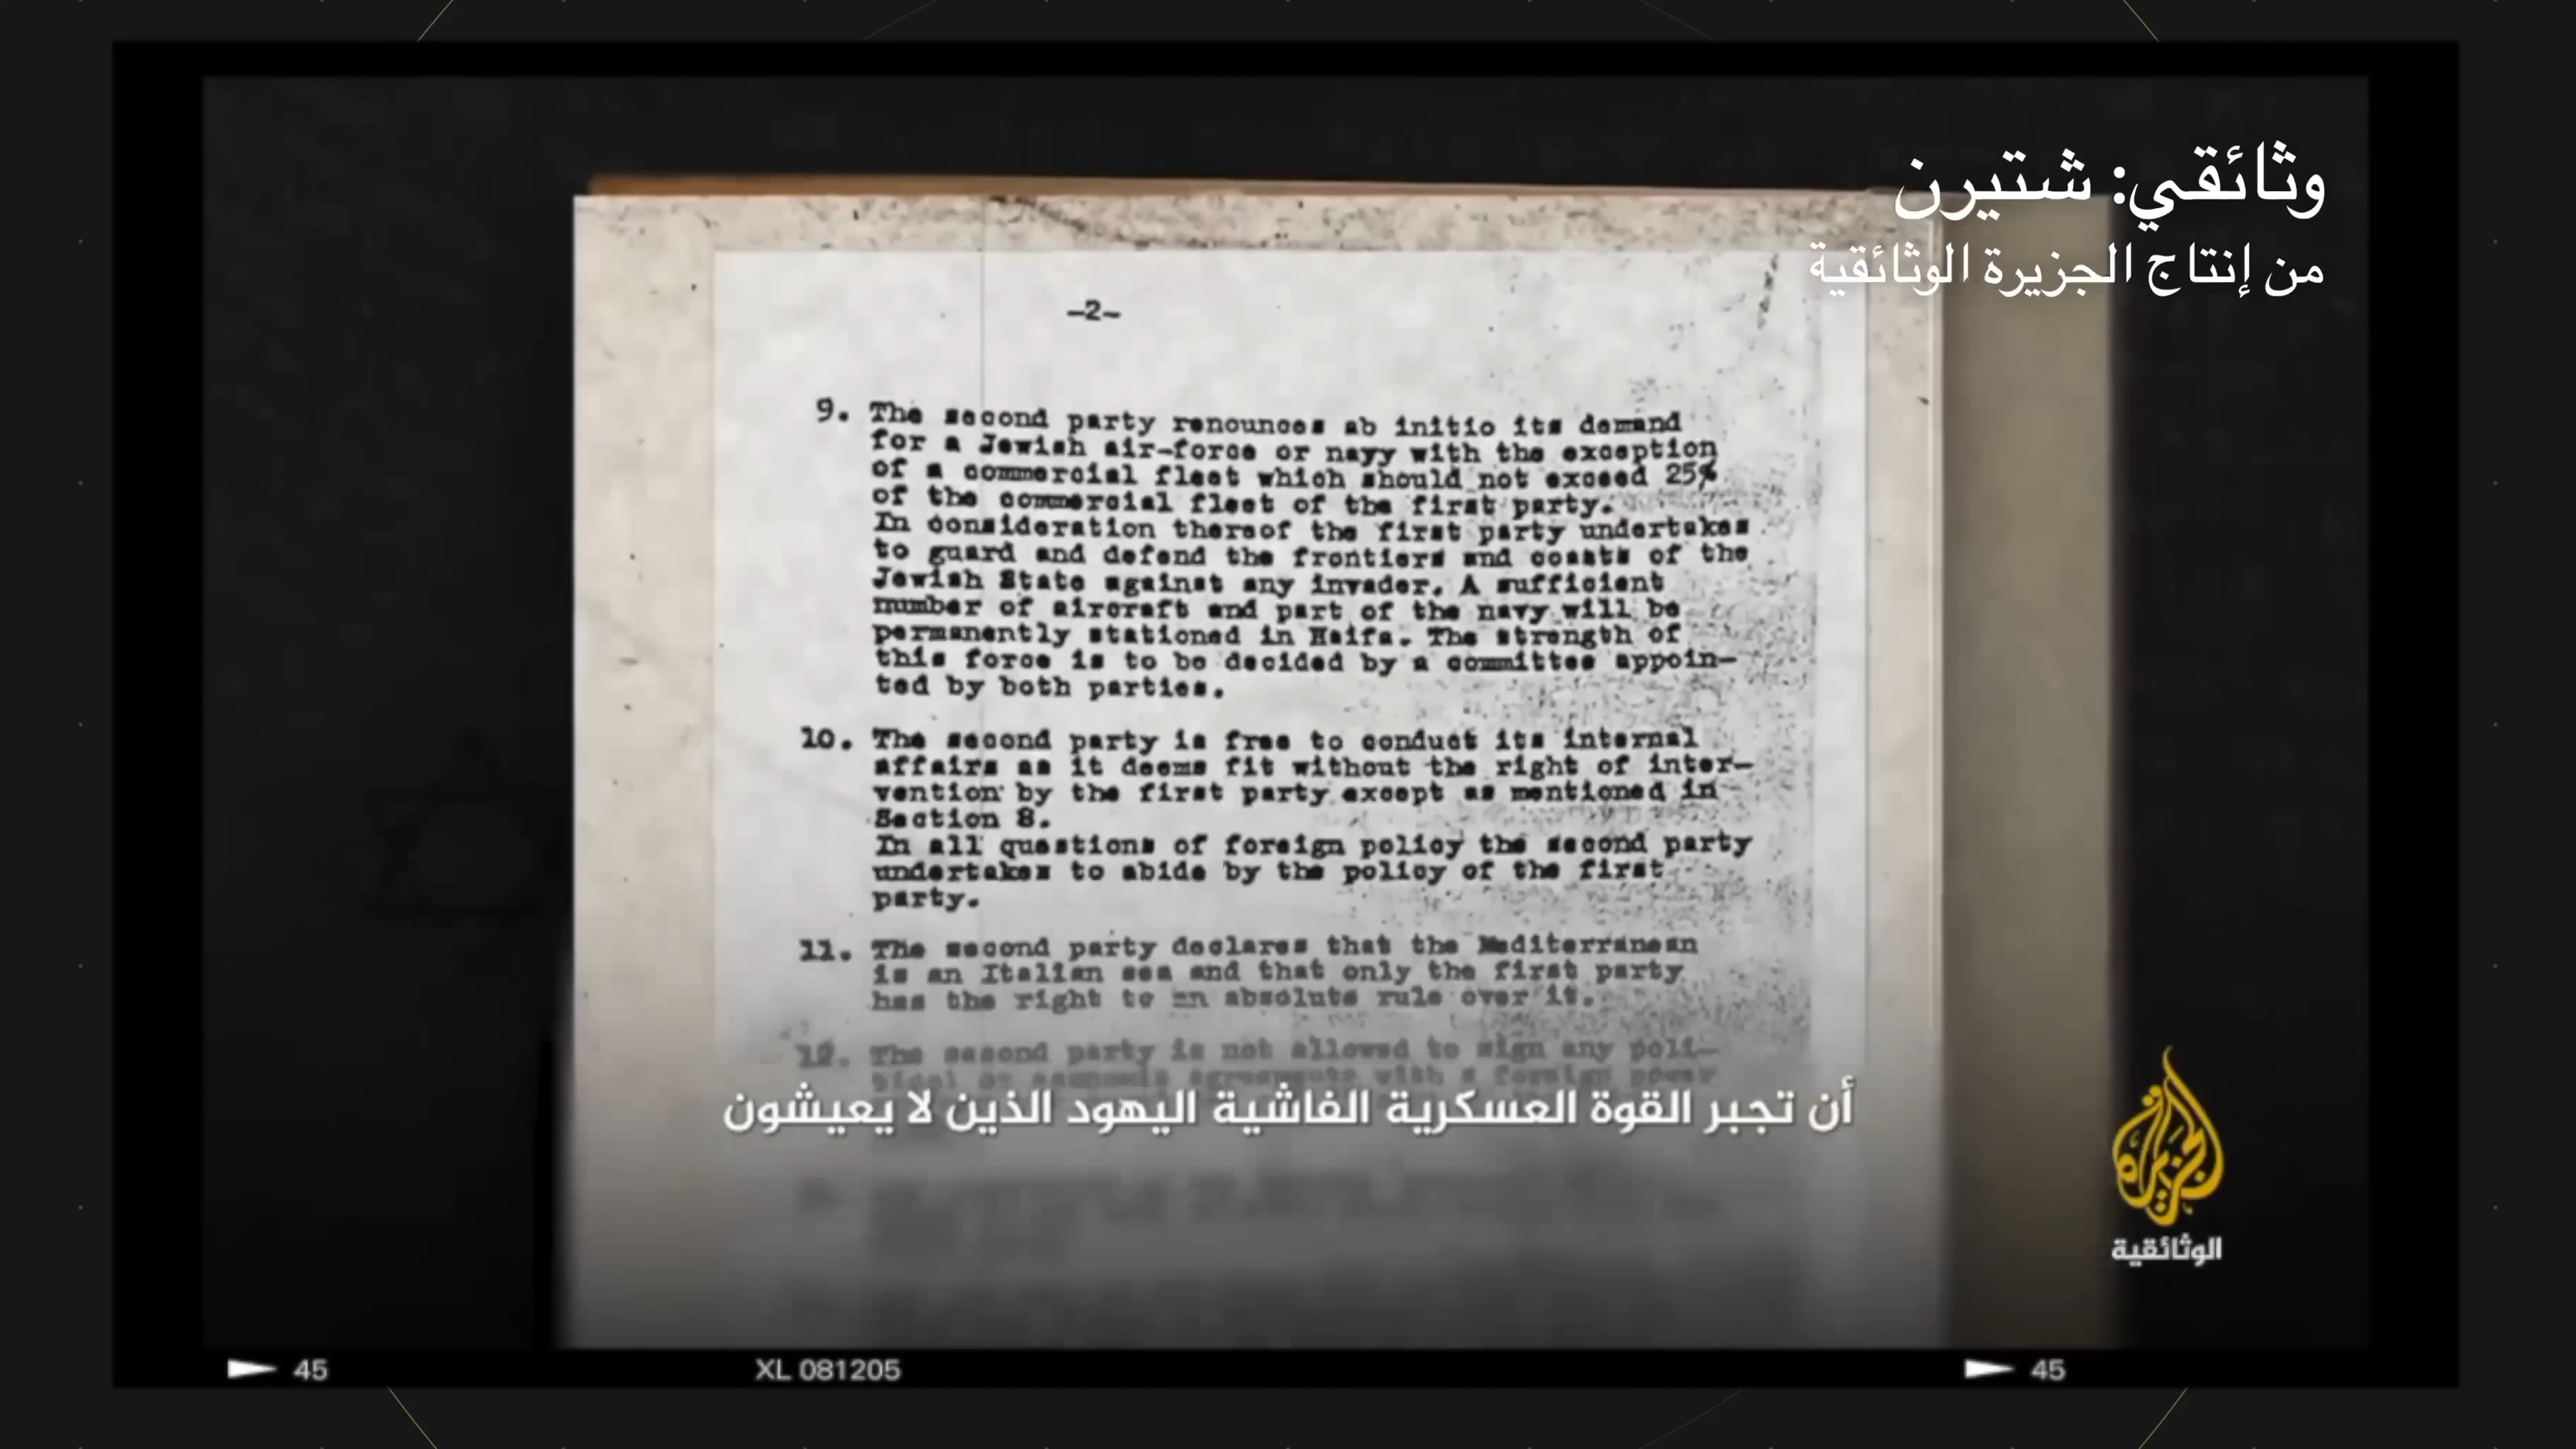 وثائقي: شتيرن
من إنتاج الجزيرة الوثائقية
-2-
9. The second party renounces ab initio its demand
for a Jewish air-force or navy with the exception
of a commercial fleet which should not exceed 25%
of the commercial fleet of the first party.
In consideration thereof the first party undertakes
to guard and defend the frontiers and coasts of the
Jewish State against any invader. A sufficient
number of aircraft and part of the navy will be
permanently stationed in Haifa. The strength of
this force is to be decided by a committee appoin-
ted by both parties.
10. The second party is free to conduct its internal
affairs as it deems fit without the right of inter-
vention by the first party except as mentioned in
Section 8.
In all questions of foreign policy the second party
undertakes to abide by the policy of the first
party.
11. The second party declares that the Mediterranean
is an Italian sea and that only the first party
has the right to an absolute rule over it.
12. The second party is not allowed to sign any poli-
tical or economic agreements with a foreign power
أن تجبر القوة العسكرية الفاشية اليهود الذين لا يعيشون
الجزيرة
الوثائقية
45
XL 081205
45